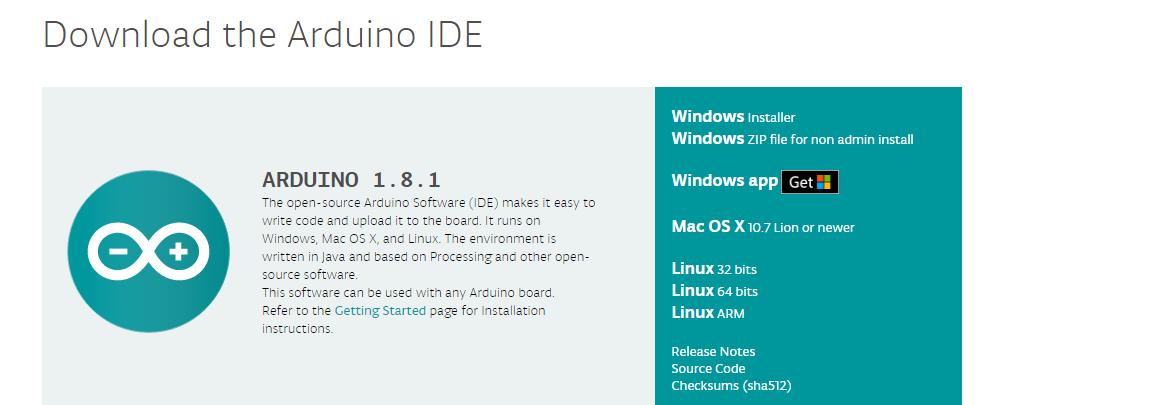 Download the Arduino IDE
ARDUINO 1.8.1
The open-source Arduino Software (IDE) makes it easy to
write code and upload it to the board. It runs on
Windows, Mac OS X, and Linux. The environment is
written in Java and based on Processing and other open-
source software.
This software can be used with any Arduino board.
Refer to the Getting Started page for Installation
instructions.
Windows Installer
Windows ZIP file for non admin install
Windows app Get
Mac OS X 10.7 Lion or newer
Linux 32 bits
Linux 64 bits
Linux ARM
Release Notes
Source Code
Checksums (sha512)